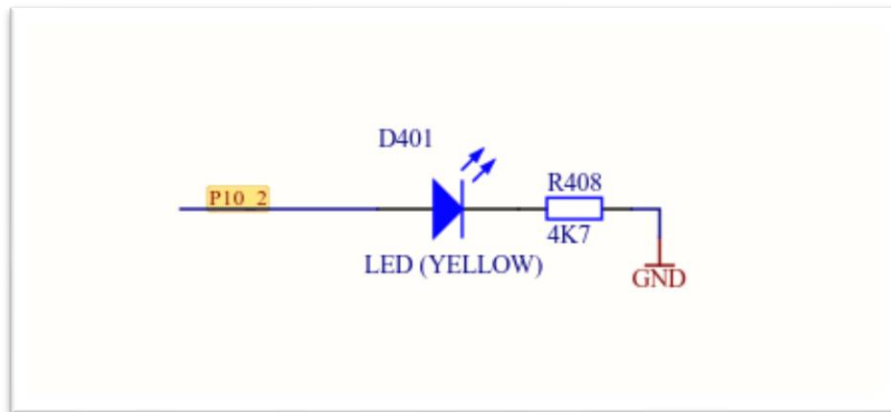 D401
P10_2
R408
4K7
LED (YELLOW)
GND